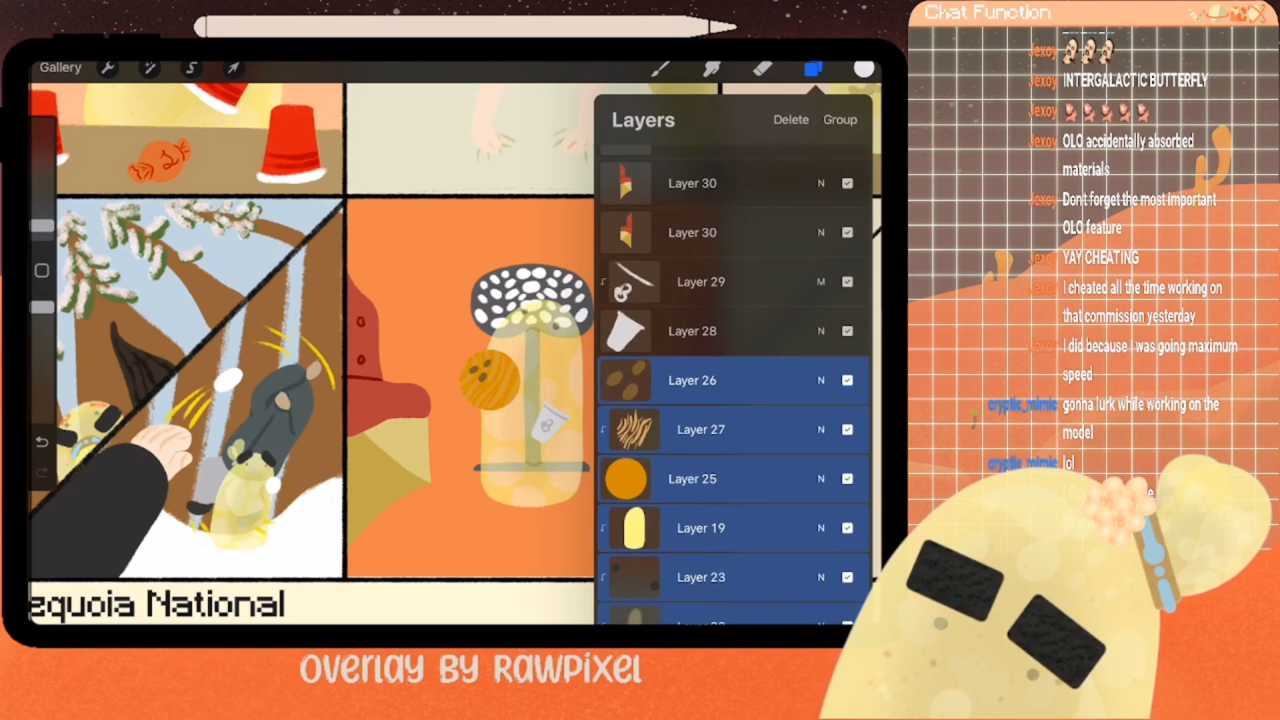 Chat Function
Gallery
Jexoy
Jexoy INTERGALACTIC BUTTERFLY
Jexoy
Jexoy OLO accidentally absorbed
materials
Jexoy Dont forget the most important
OLO feature
Jexoy YAY CHEATING
Jexoy I cheated all the time working on
that commission yesterday
Jexoy I did because I was going maximum
speed
cryptic_mimic gonna lurk while working on the
model
cryptic_mimic lol
Layers Delete Group
Layer 30 N
Layer 30 N
Layer 29 M
Layer 28 N
Layer 26 N
Layer 27 N
Layer 25 N
Layer 19 N
Layer 23 N
equoia National
OVERLAY BY RAWPIXEL